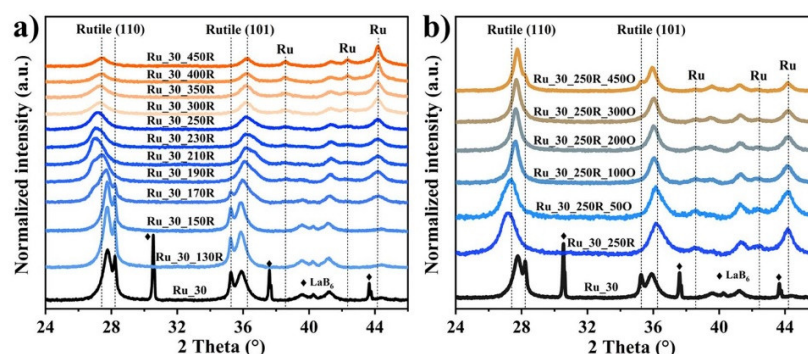 a)
Rutile (110)
Rutile (101)
Ru
Ru
Ru
Ru_30_450R
Ru_30_400R
Ru_30_350R
Ru_30_300R
Ru_30_250R
Ru_30_230R
Ru_30_210R
Ru_30_190R
Ru_30_170R
Ru_30_150R
Ru_30_130R
♦ LaB₆
Ru_30
Normalized intensity (a.u.)
24 28 32 36 40 44
2 Theta (°)
b)
Rutile (110)
Rutile (101)
Ru
Ru
Ru
Ru_30_250R_450O
Ru_30_250R_300O
Ru_30_250R_200O
Ru_30_250R_100O
Ru_30_250R_50O
Ru_30_250R
♦ LaB₆
Ru_30
Normalized intensity (a.u.)
24 28 32 36 40 44
2 Theta (°)